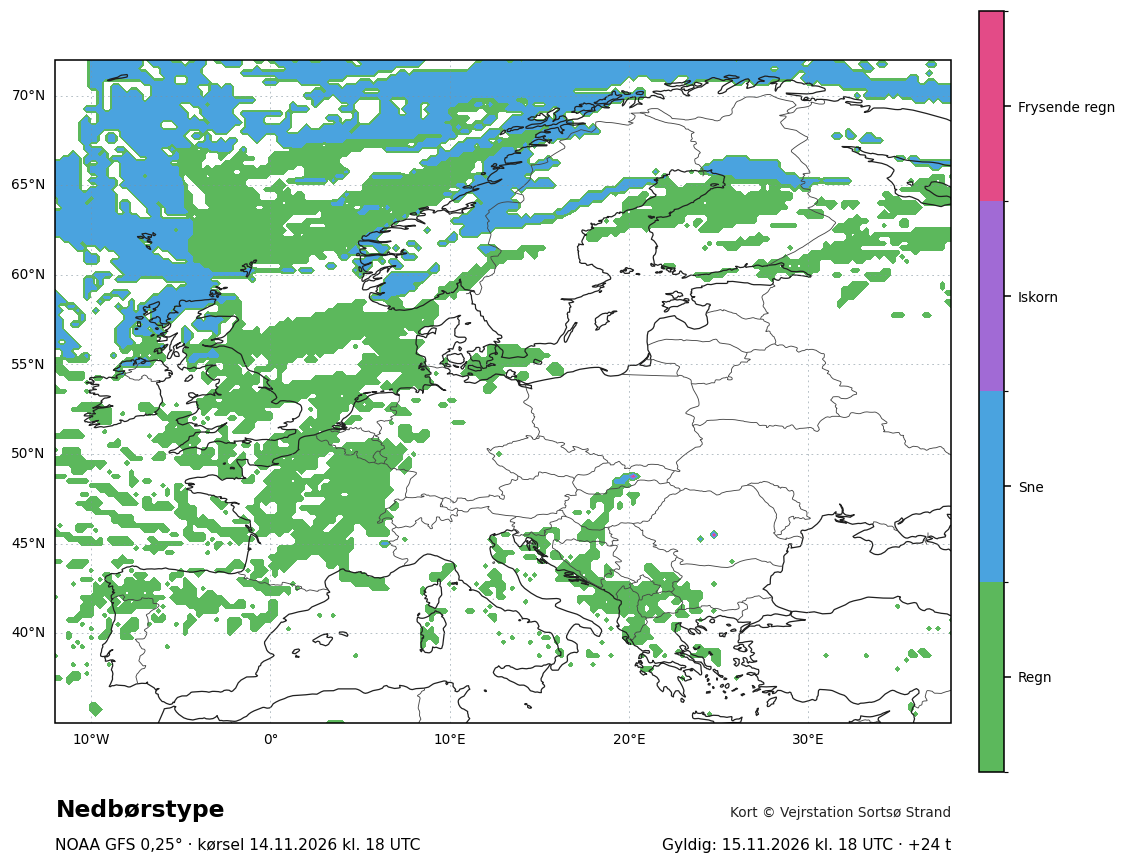 70°N
65°N
60°N
55°N
50°N
45°N
40°N
10°W
0°
10°E
20°E
30°E
Frysende regn
Iskorn
Sne
Regn
Nedbørstype
Kort © Vejrstation Sortsø Strand
NOAA GFS 0,25° · kørsel 14.11.2026 kl. 18 UTC
Gyldig: 15.11.2026 kl. 18 UTC · +24 t